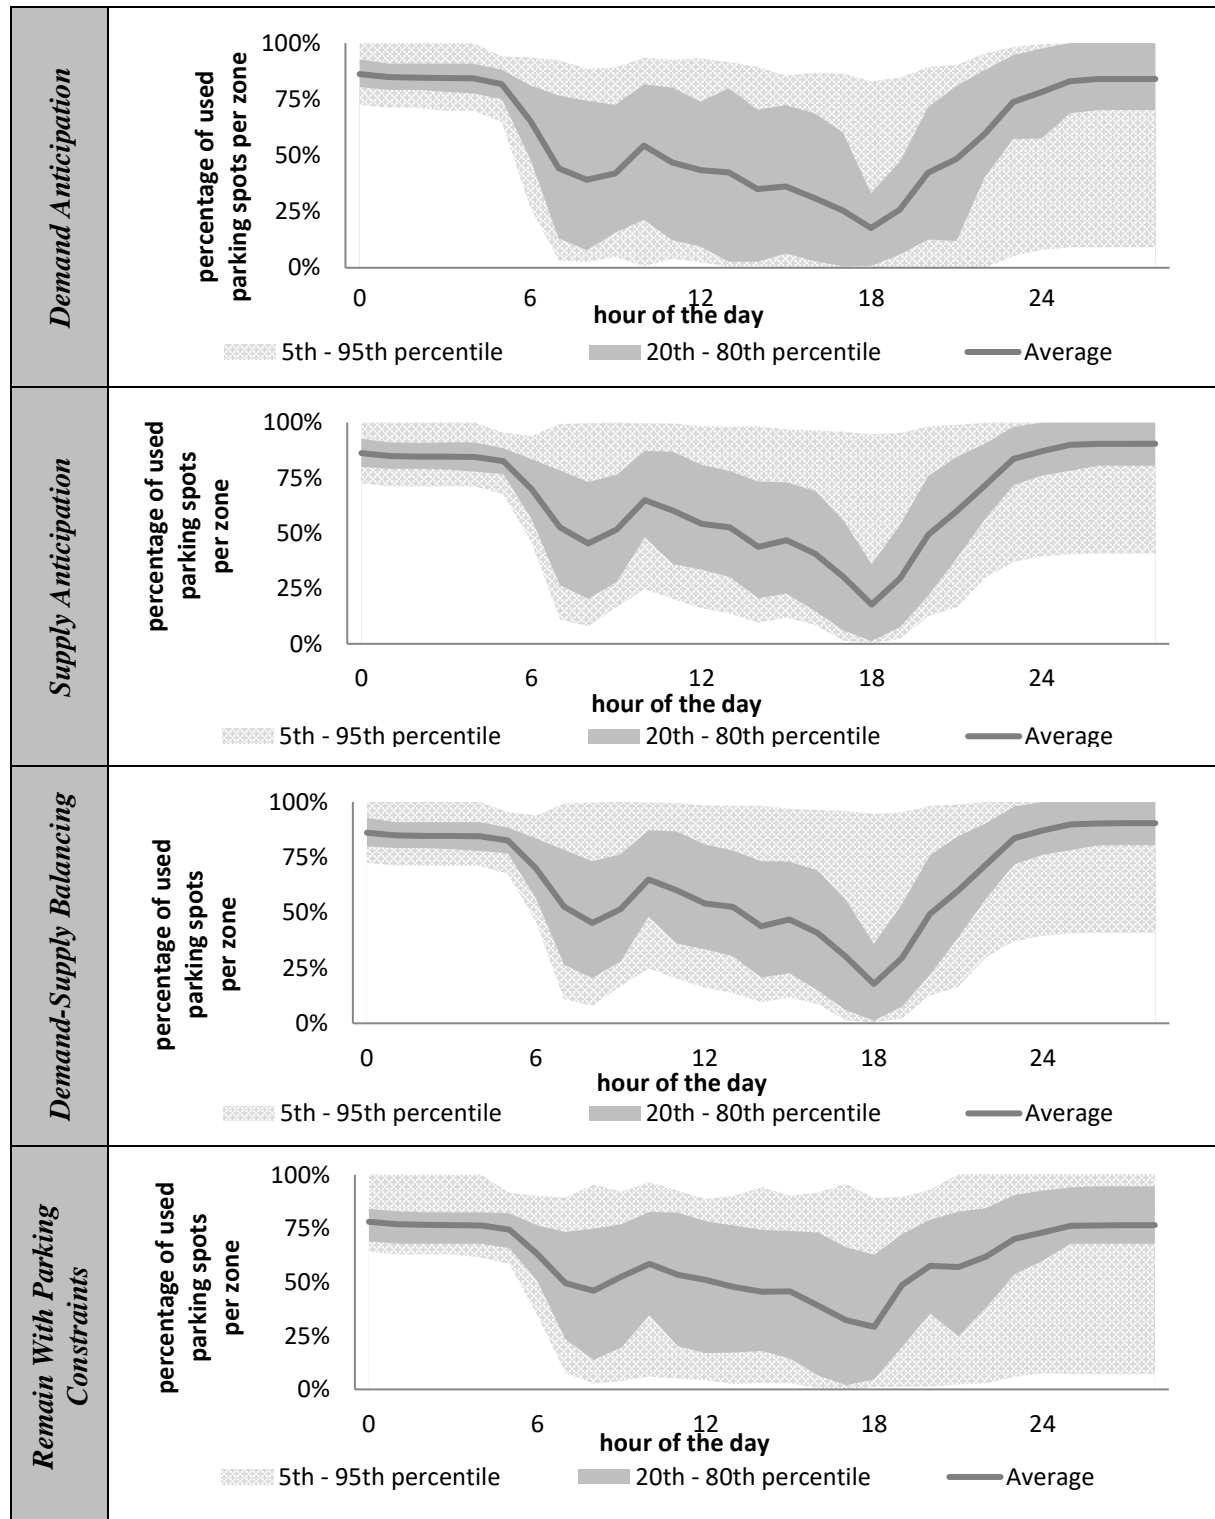 Demand Anticipation
percentage of used
parking spots per zone
100%
75%
50%
25%
0%
0 6 12 18 24
hour of the day
5th - 95th percentile 20th - 80th percentile Average
Supply Anticipation
percentage of used
parking spots
per zone
100%
75%
50%
25%
0%
0 6 12 18 24
hour of the day
5th - 95th percentile 20th - 80th percentile Average
Demand-Supply Balancing
percentage of used
parking spots
per zone
100%
75%
50%
25%
0%
0 6 12 18 24
hour of the day
5th - 95th percentile 20th - 80th percentile Average
Remain With Parking
Constraints
percentage of used
parking spots
per zone
100%
75%
50%
25%
0%
0 6 12 18 24
hour of the day
5th - 95th percentile 20th - 80th percentile Average